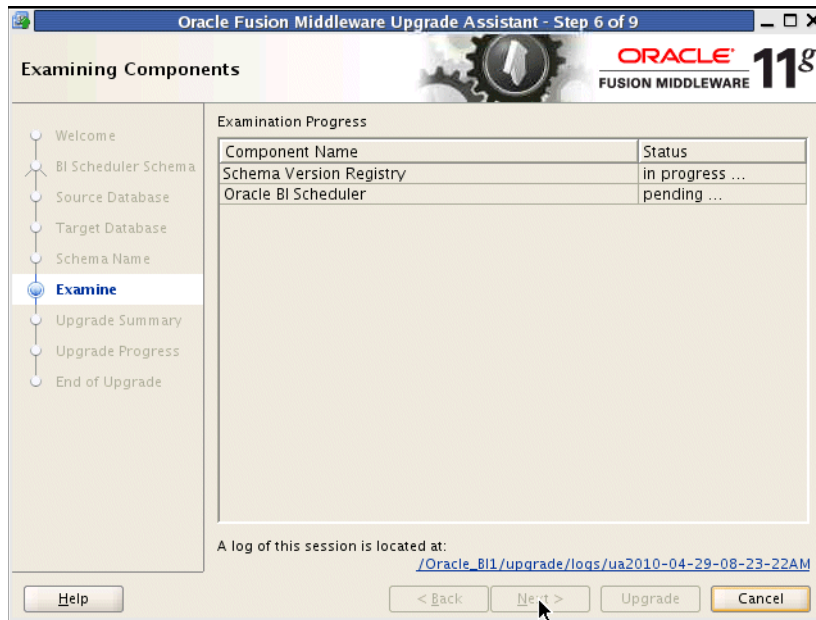 Oracle Fusion Middleware Upgrade Assistant - Step 6 of 9
Examining Components
ORACLE
FUSION MIDDLEWARE
11g
Welcome
BI Scheduler Schema
Source Database
Target Database
Schema Name
Examine
Upgrade Summary
Upgrade Progress
End of Upgrade
Examination Progress
Component Name Status
Schema Version Registry in progress ...
Oracle BI Scheduler pending ...
A log of this session is located at:
/Oracle_BI1/upgrade/logs/ua2010-04-29-08-23-22AM
Help < Back Next > Upgrade Cancel